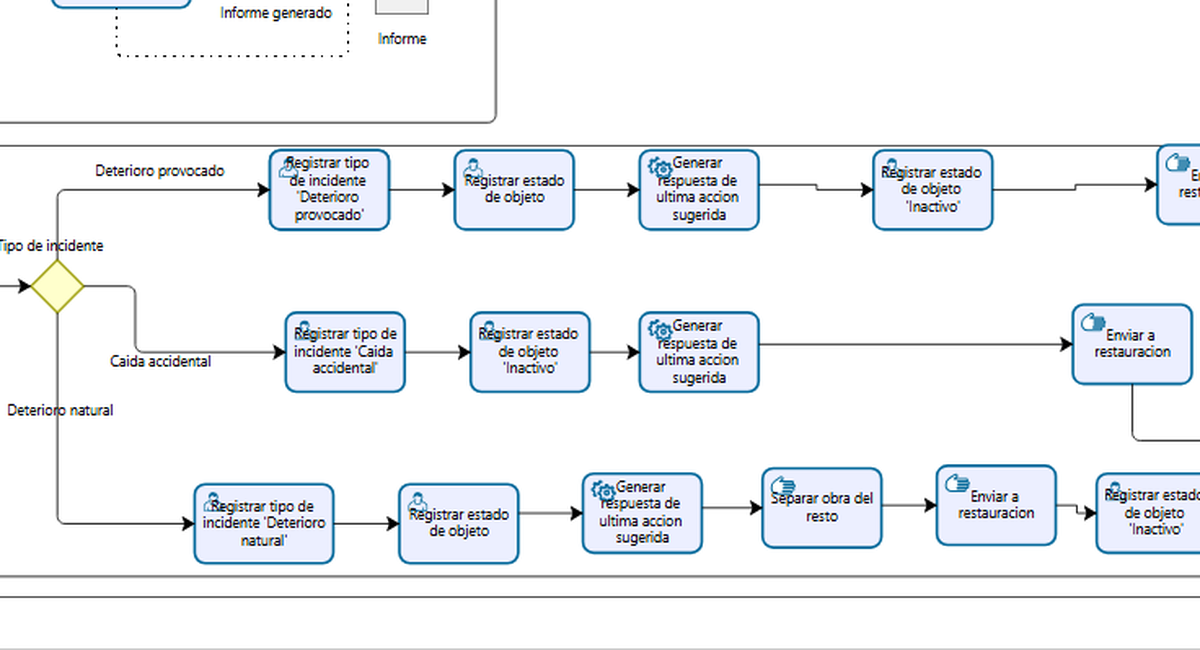 Informe generado
Informe
Deterioro provocado
Registrar tipo
de incidente
'Deterioro
provocado'
Registrar estado
de objeto
Generar
respuesta de
ultima accion
sugerida
Registrar estado
de objeto
'Inactivo'
Tipo de incidente
Caida accidental
Registrar tipo de
incidente 'Caida
accidental'
Registrar estado
de objeto
'Inactivo'
Generar
respuesta de
ultima accion
sugerida
Enviar a
restauracion
Deterioro natural
Registrar tipo de
incidente 'Deterioro
natural'
Registrar estado
de objeto
Generar
respuesta de
ultima accion
sugerida
Separar obra del
resto
Enviar a
restauracion
Registrar estado
de objeto
'Inactivo'